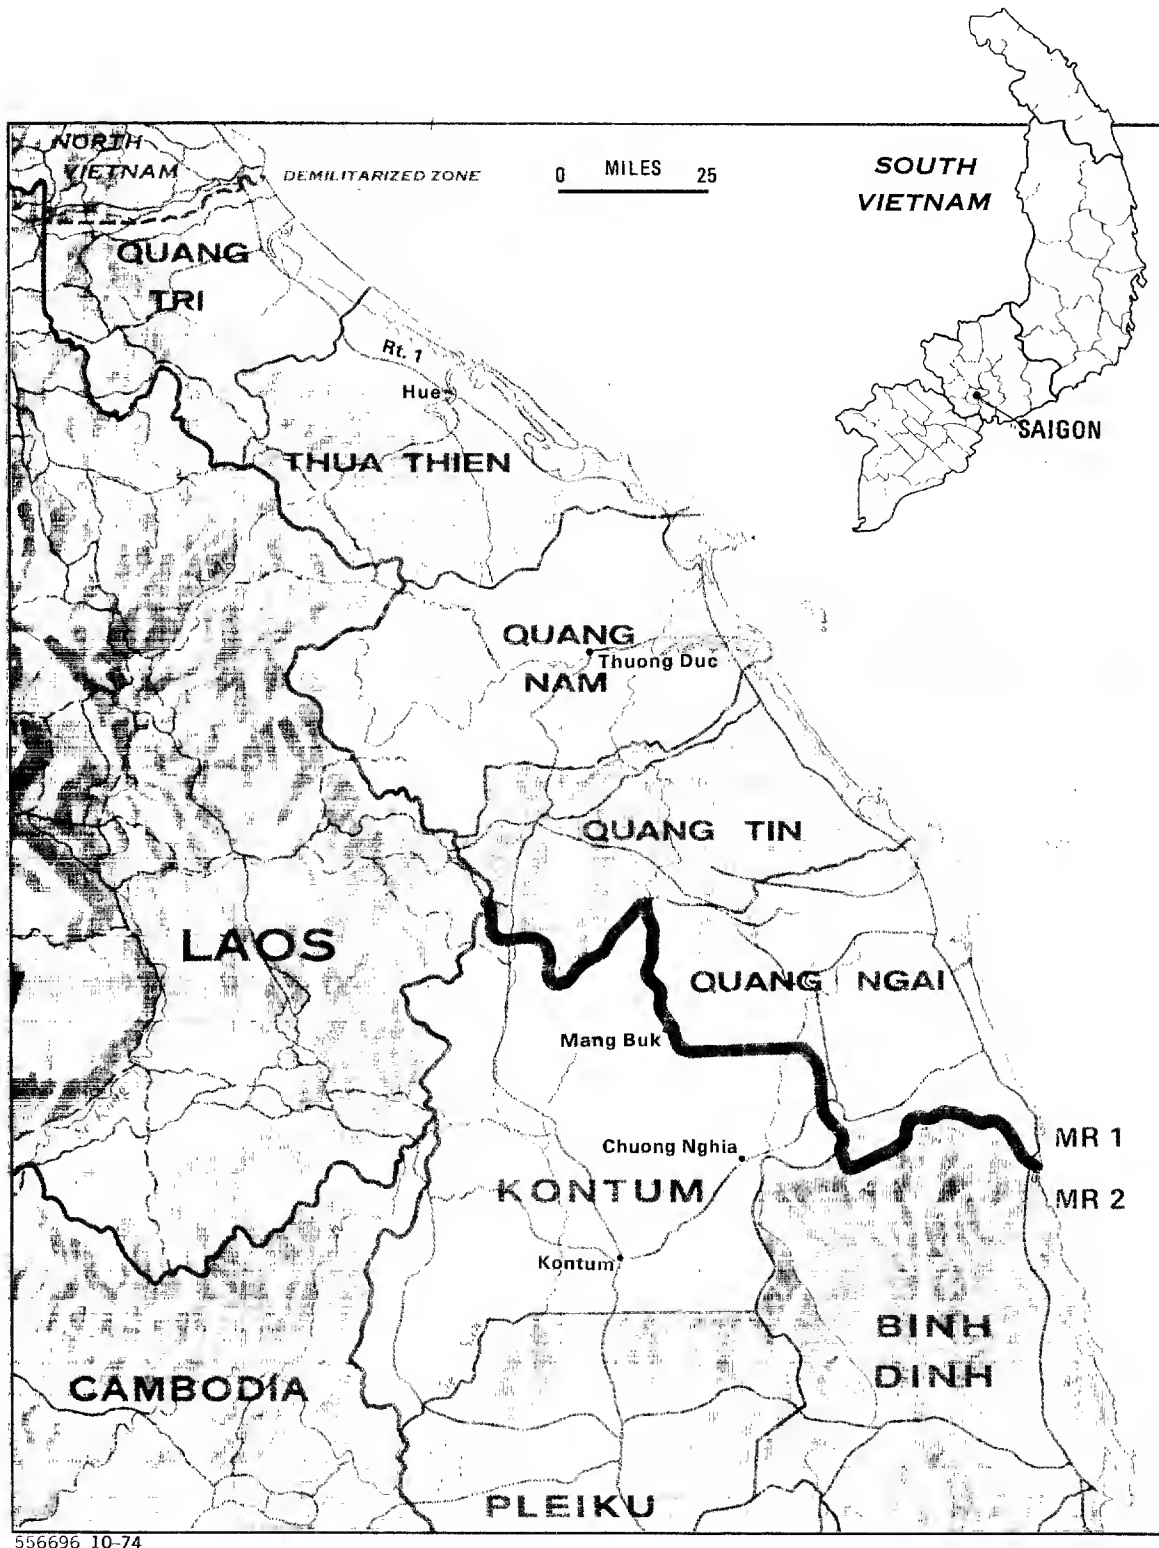 NORTH
VIETNAM
DEMILITARIZED ZONE
0 MILES 25
SOUTH
VIETNAM
QUANG
TRI
Rt. 1
Hue
SAIGON
THUA THIEN
QUANG
Thuong Duc
NAM
QUANG TIN
LAOS
QUANG NGAI
Mang Buk
MR 1
Chuong Nghia
KONTUM
MR 2
Kontum
BINH
DINH
CAMBODIA
PLEIKU
556696 10-74